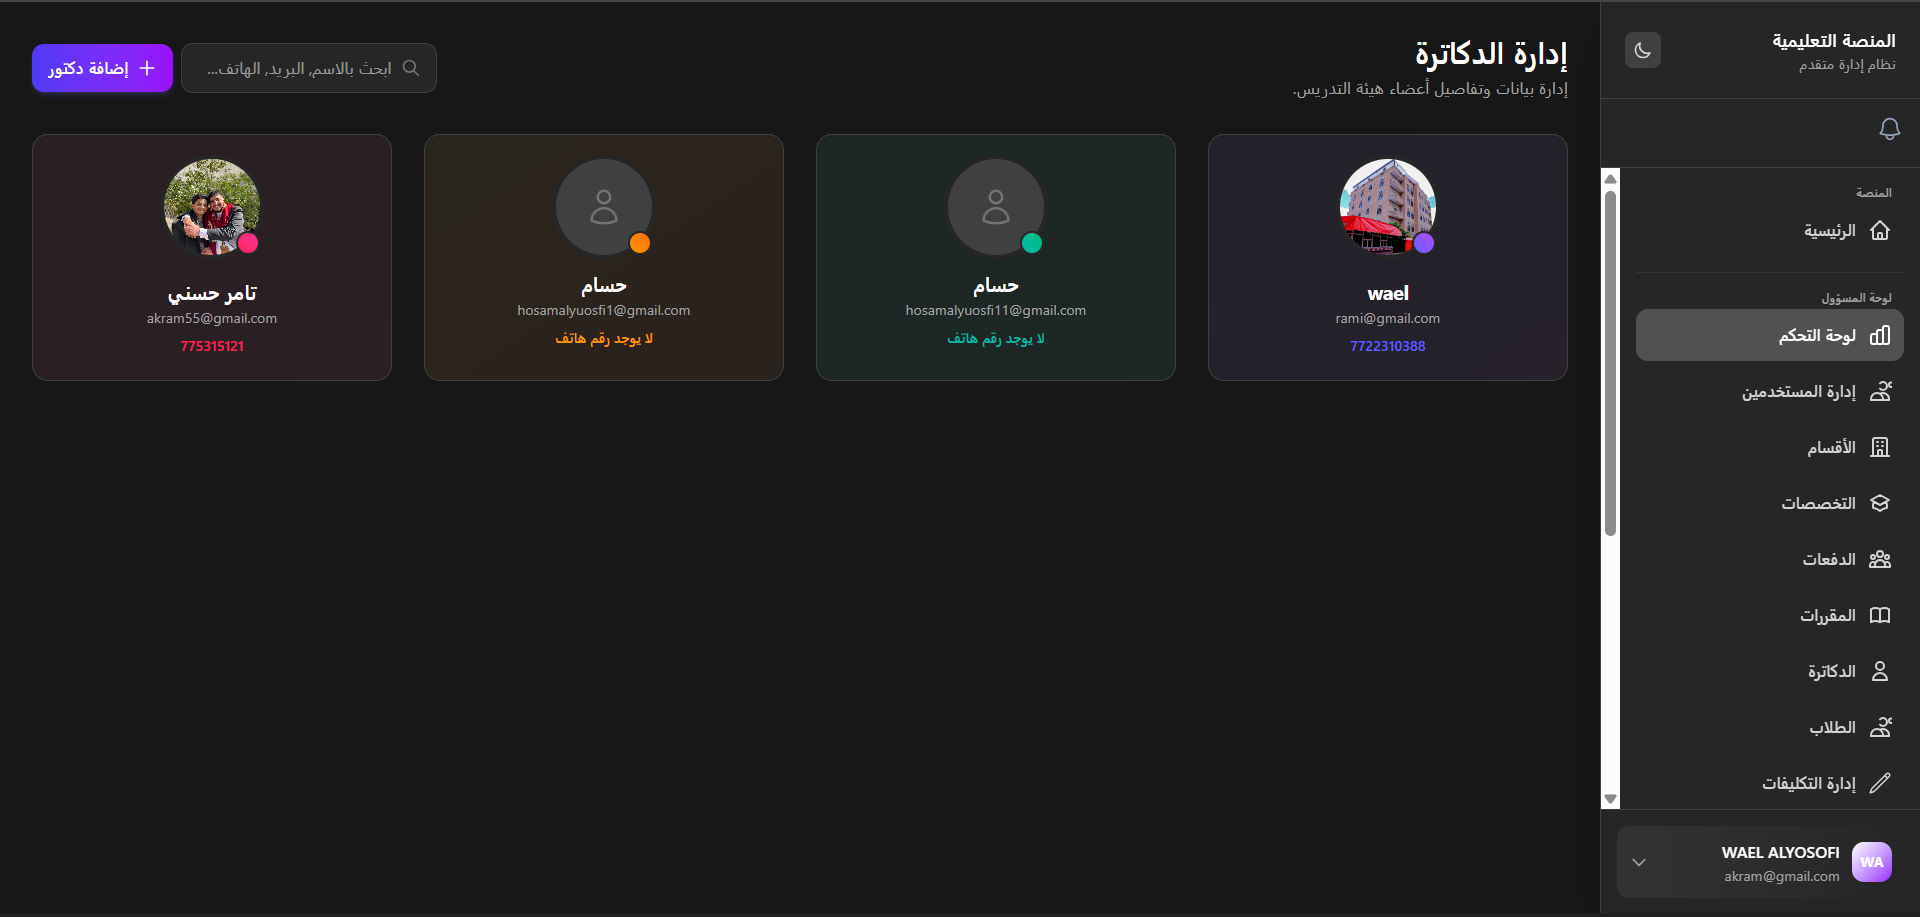 المنصة التعليمية
نظام إدارة متقدم
المنصة
الرئيسية
لوحة المسؤول
لوحة التحكم
إدارة المستخدمين
الأقسام
التخصصات
الدفعات
المقررات
الدكاترة
الطلاب
إدارة التكليفات
WA
WAEL ALYOSOFI
akram@gmail.com
إدارة الدكاترة
إدارة بيانات وتفاصيل أعضاء هيئة التدريس.
ابحث بالاسم, البريد, الهاتف...
إضافة دكتور
wael
rami@gmail.com
7722310388
حسام
hosamalyuosfi11@gmail.com
لا يوجد رقم هاتف
حسام
hosamalyuosfi1@gmail.com
لا يوجد رقم هاتف
تامر حسني
akram55@gmail.com
775315121